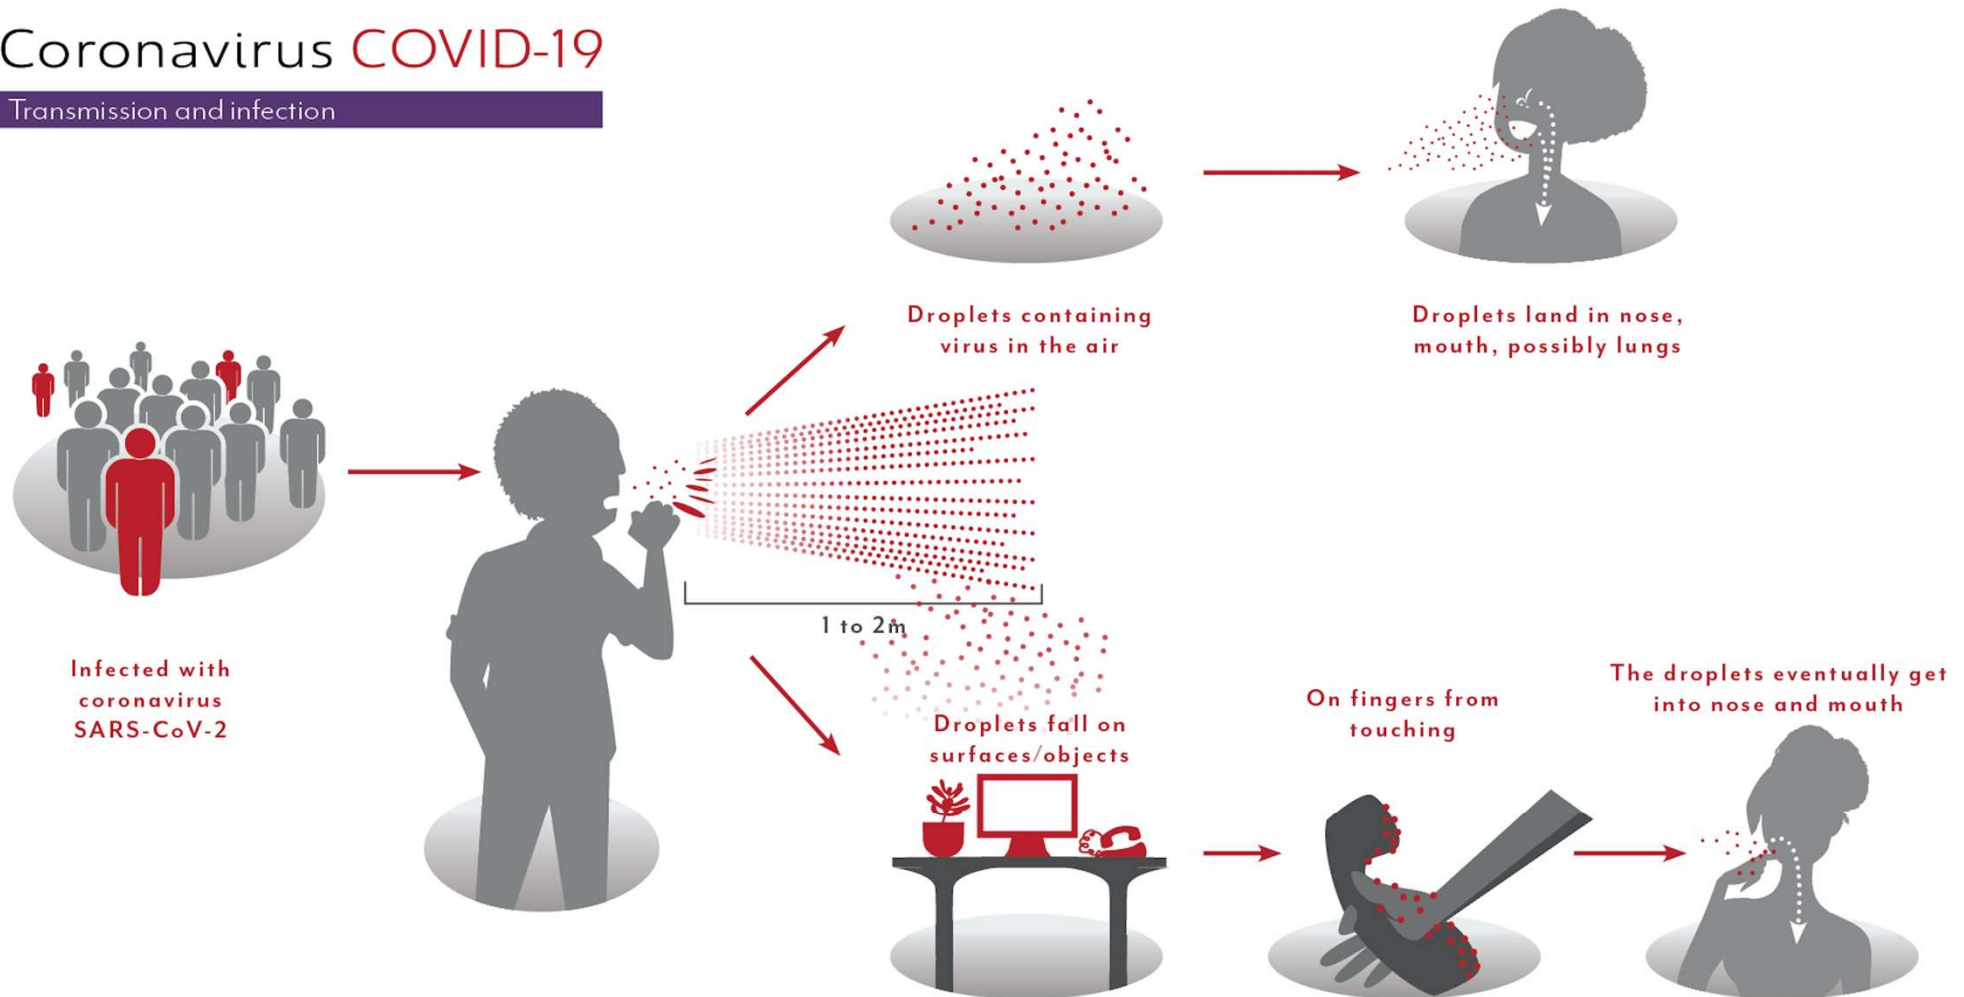 Coronavirus COVID-19
Transmission and infection
Infected with
coronavirus
SARS-CoV-2
1 to 2m
Droplets containing
virus in the air
Droplets land in nose,
mouth, possibly lungs
Droplets fall on
surfaces/objects
On fingers from
touching
The droplets eventually get
into nose and mouth